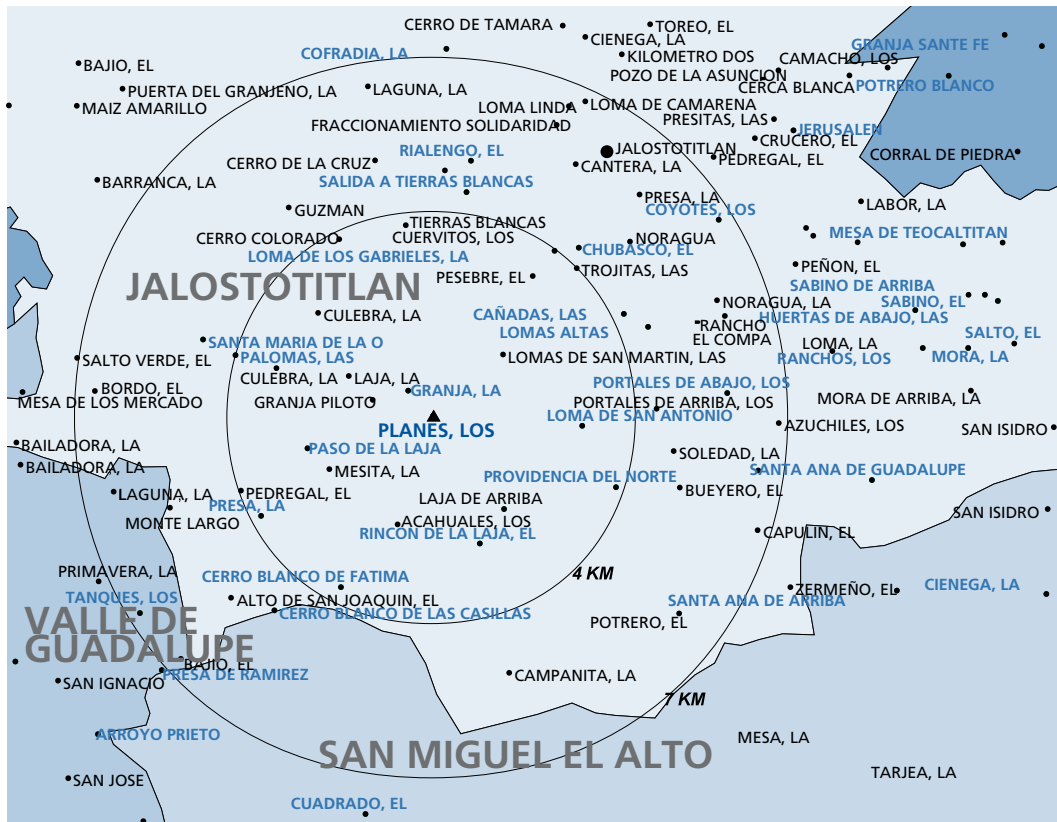 CERRO DE TAMARA
TOREO, EL
CIENEGA, LA
GRANJA SANTE FE
COFRADIA, LA
KILOMETRO DOS
CAMACHO, LOS
BAJIO, EL
POZO DE LA ASUNCION
CERCA BLANCA
POTRERO BLANCO
PUERTA DEL GRANJENO, LA
LAGUNA, LA
MAIZ AMARILLO
LOMA LINDA
LOMA DE CAMARENA
FRACCIONAMIENTO SOLIDARIDAD
PRESITAS, LAS
JERUSALEN
CRUCERO, EL
RIALENGO, EL
JALOSTOTITLAN
CORRAL DE PIEDRA
CERRO DE LA CRUZ
CANTERA, LA
PEDREGAL, EL
BARRANCA, LA
SALIDA A TIERRAS BLANCAS
PRESA, LA
LABOR, LA
GUZMAN
COYOTES, LOS
TIERRAS BLANCAS
MESA DE TEOCALTITAN
CERRO COLORADO
CUERVITOS, LOS
NORAGUA
LOMA DE LOS GABRIELES, LA
CHUBASCO, EL
PEÑON, EL
JALOSTOTITLAN
PESEBRE, EL
TROJITAS, LAS
SABINO DE ARRIBA
NORAGUA, LA
SABINO, EL
CULEBRA, LA
CAÑADAS, LAS
HUERTAS DE ABAJO, LAS
LOMAS ALTAS
RANCHO
EL COMPA
SALTO, EL
SANTA MARIA DE LA O
LOMA, LA
SALTO VERDE, EL
PALOMAS, LAS
LOMAS DE SAN MARTIN, LAS
RANCHOS, LOS
MORA, LA
CULEBRA, LA
LAJA, LA
PORTALES DE ABAJO, LOS
BORDO, EL
GRANJA, LA
MORA DE ARRIBA, LA
MESA DE LOS MERCADO
GRANJA PILOTO
PORTALES DE ARRIBA, LOS
LOMA DE SAN ANTONIO
AZUCHILES, LOS
PLANES, LOS
SAN ISIDRO
BAILADORA, LA
PASO DE LA LAJA
SOLEDAD, LA
BAILADORA, LA
MESITA, LA
SANTA ANA DE GUADALUPE
PROVIDENCIA DEL NORTE
LAGUNA, LA
PEDREGAL, EL
BUEYERO, EL
LAJA DE ARRIBA
PRESA, LA
SAN ISIDRO
MONTE LARGO
ACAHUALES, LOS
RINCON DE LA LAJA, EL
CAPULIN, EL
PRIMAVERA, LA
CERRO BLANCO DE FATIMA
4 KM
CIENEGA, LA
ZERMEÑO, EL
TANQUES, LOS
ALTO DE SAN JOAQUIN, EL
SANTA ANA DE ARRIBA
CERRO BLANCO DE LAS CASILLAS
VALLE DE
GUADALUPE
POTRERO, EL
BAJIO, EL
PRESA DE RAMIREZ
CAMPANITA, LA
SAN IGNACIO
7 KM
ARROYO PRIETO
MESA, LA
SAN MIGUEL EL ALTO
SAN JOSE
TARJEA, LA
CUADRADO, EL